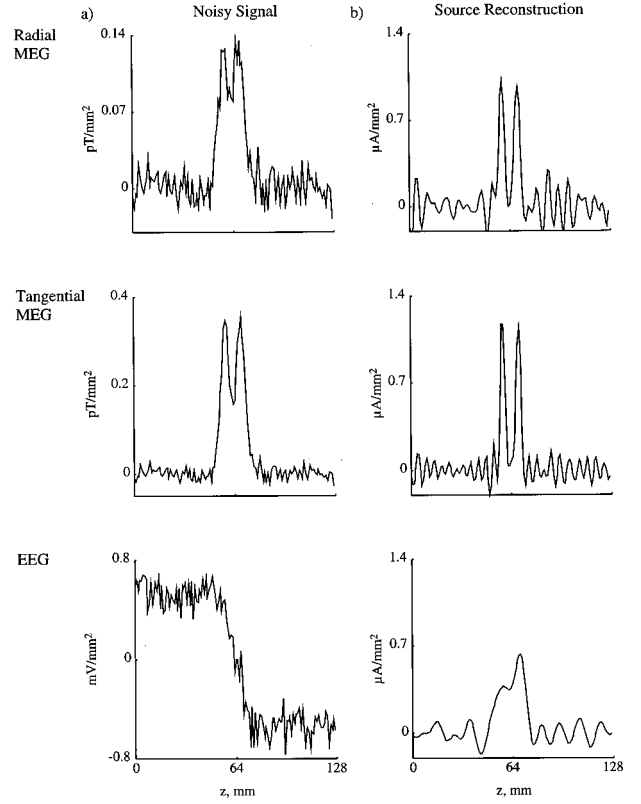 a) Noisy Signal b) Source Reconstruction
Radial
MEG
0.14
0.07
0
pT/mm²
1.4
0.7
0
µA/mm²
Tangential
MEG
0.4
0.2
0
pT/mm²
1.4
0.7
0
µA/mm²
EEG
0.8
0
-0.8
mV/mm²
0 64 128
z, mm
1.4
0.7
0
µA/mm²
0 64 128
z, mm